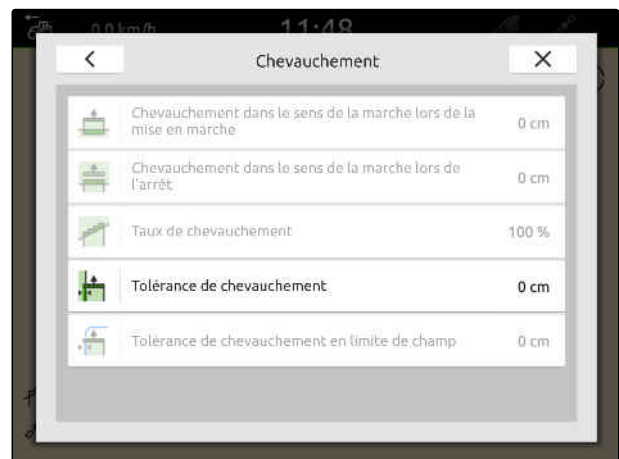 0.0 km/h
11:48
Chevauchement
Chevauchement dans le sens de la marche lors de la
mise en marche
0 cm
Chevauchement dans le sens de la marche lors de
l'arrêt
0 cm
Taux de chevauchement
100 %
Tolérance de chevauchement
0 cm
Tolérance de chevauchement en limite de champ
0 cm